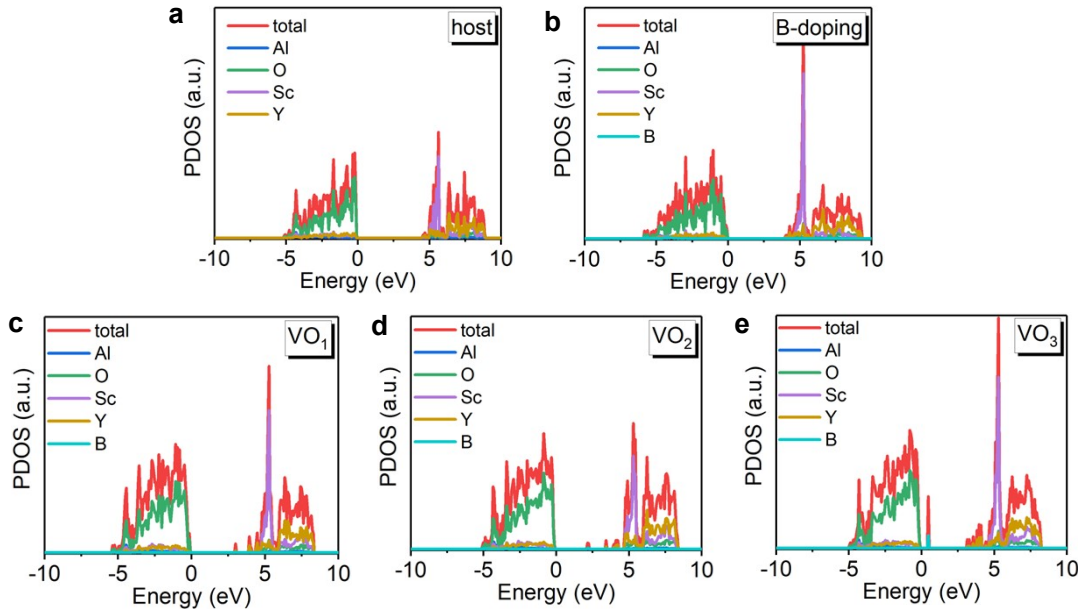 a
host
total
Al
O
Sc
Y
PDOS (a.u.)
-10 -5 0 5 10
Energy (eV)
b
B-doping
total
Al
O
Sc
Y
B
PDOS (a.u.)
-10 -5 0 5 10
Energy (eV)
c
VO₁
total
Al
O
Sc
Y
B
PDOS (a.u.)
-10 -5 0 5 10
Energy (eV)
d
VO₂
total
Al
O
Sc
Y
B
PDOS (a.u.)
-10 -5 0 5 10
Energy (eV)
e
VO₃
total
Al
O
Sc
Y
B
PDOS (a.u.)
-10 -5 0 5 10
Energy (eV)